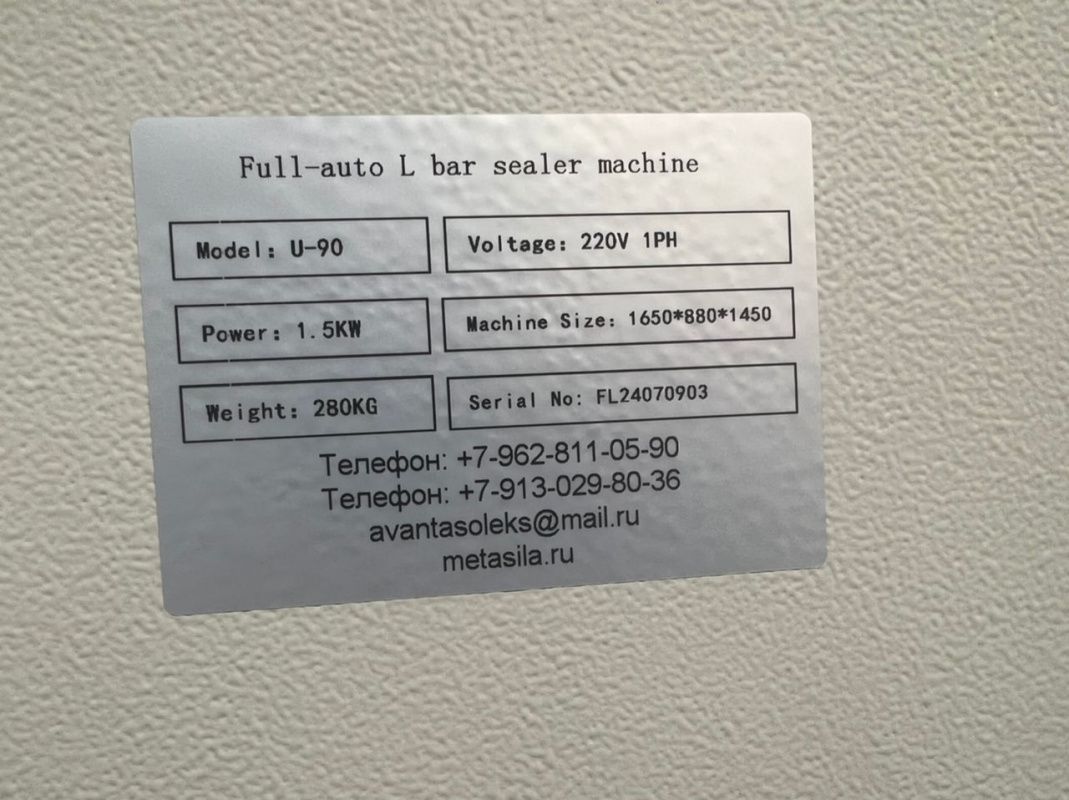 Full-auto L bar sealer machine
Model: U-90
Voltage: 220V 1PH
Power: 1.5KW
Machine Size: 1650*880*1450
Weight: 280KG
Serial No: FL24070903
Телефон: +7-962-811-05-90
Телефон: +7-913-029-80-36
avantasoleks@mail.ru
metasila.ru